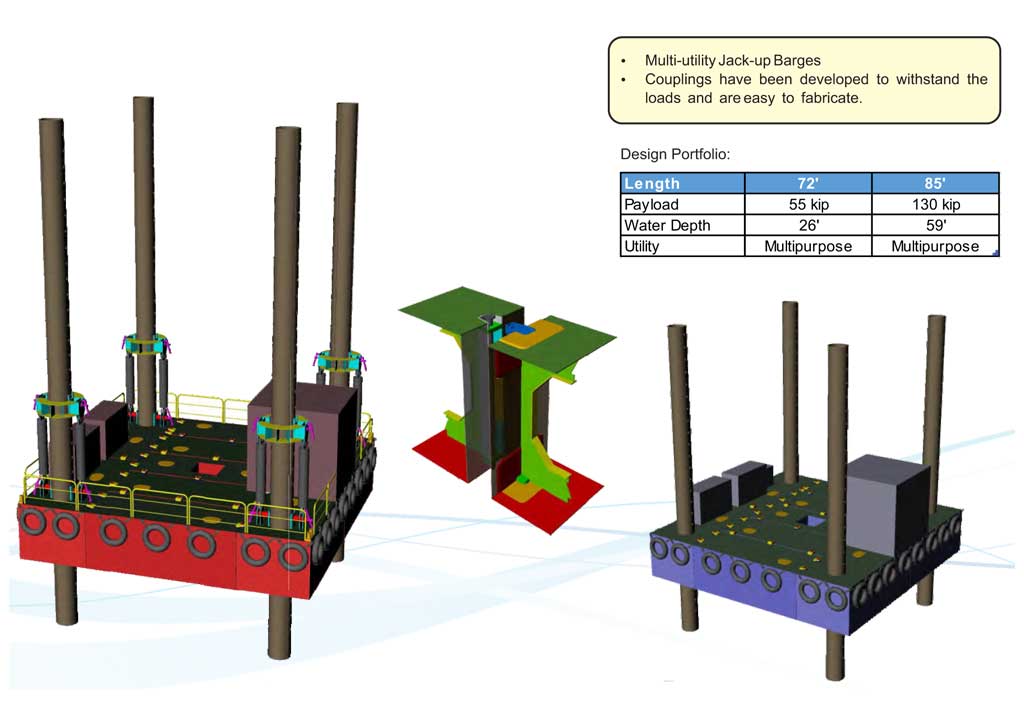 • Multi-utility Jack-up Barges
• Couplings have been developed to withstand the
loads and are easy to fabricate.
Design Portfolio:
Length 72' 85'
Payload 55 kip 130 kip
Water Depth 26' 59'
Utility Multipurpose Multipurpose